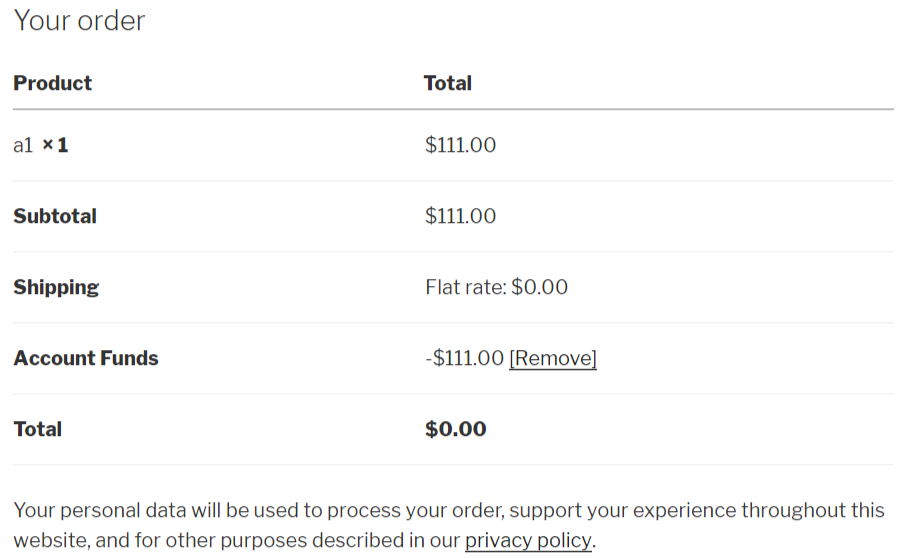 Your order
Product Total
a1 × 1 $111.00
Subtotal $111.00
Shipping Flat rate: $0.00
Account Funds -$111.00 [Remove]
Total $0.00
Your personal data will be used to process your order, support your experience throughout this
website, and for other purposes described in our privacy policy.